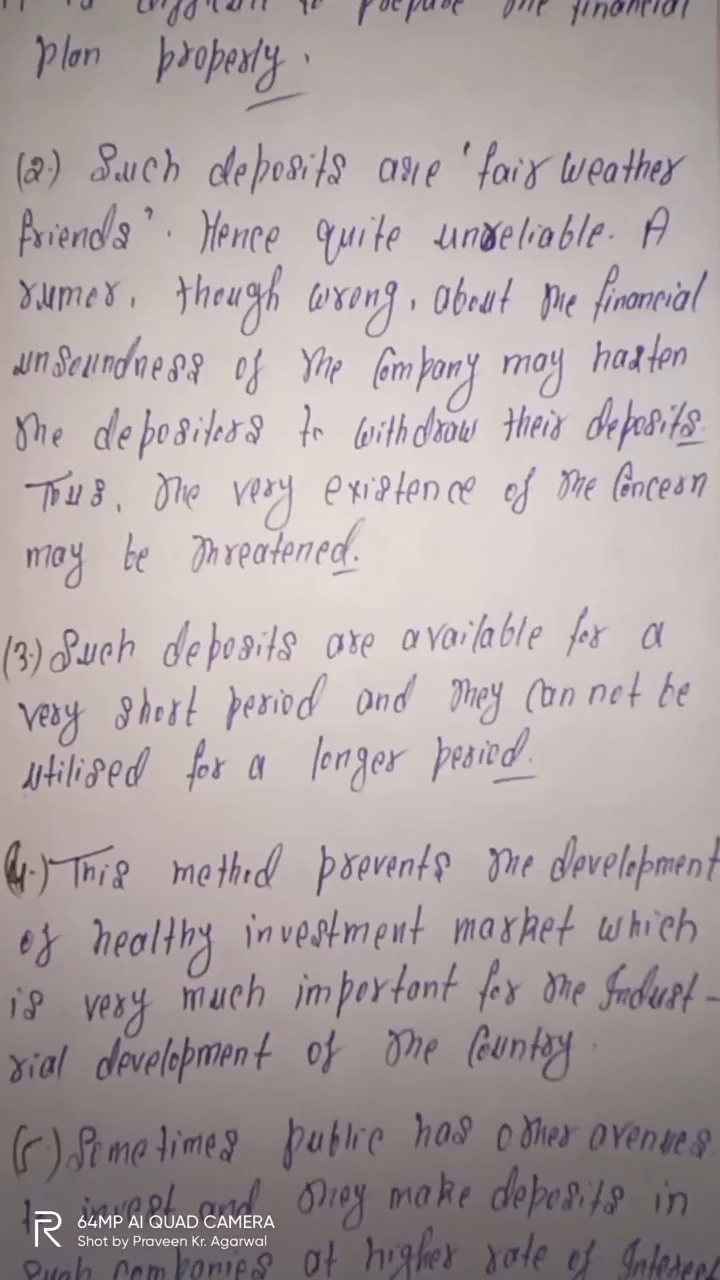 to prepare the financial
plan properly.
(2.) Such deposits are 'fair weather
friends'. Hence quite unreliable. A
rumer, though wrong, about the financial
unsoundness of the Company may hasten
the depositors to withdraw their deposits.
Thus, the very existence of the Concern
may be threatened.
(3.) Such deposits are available for a
very short period and they can not be
utilised for a longer period.
(4.) This method prevents the development
of healthy investment market which
is very much important for the Indust-
rial development of the Country.
(5.) Sometimes public has other avenues
to invest and they make deposits in
such companies at higher rate of Interest
R
64MP AI QUAD CAMERA
Shot by Praveen Kr. Agarwal